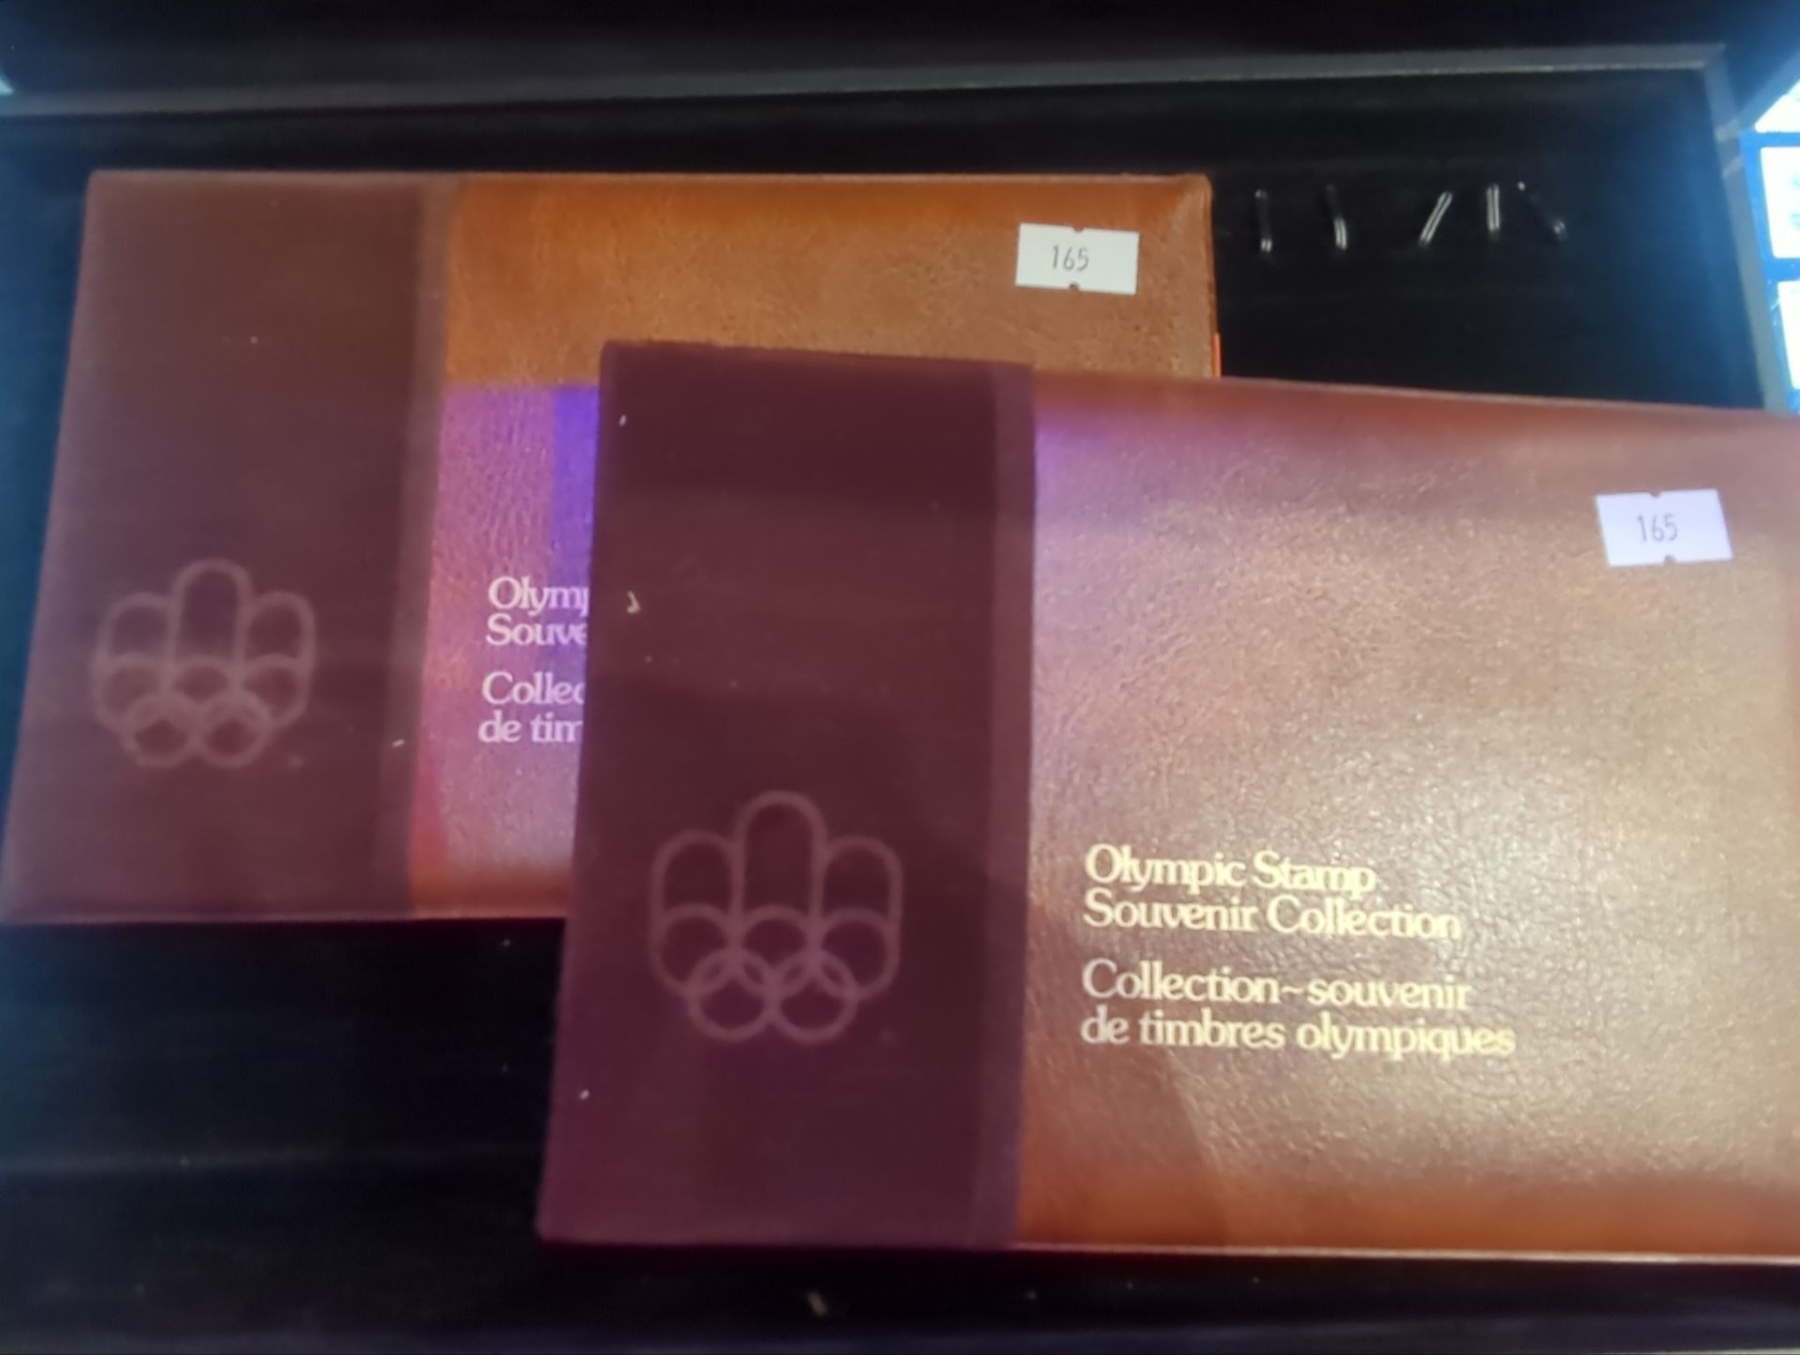 165
Olymp
Souve
Collec
de tim
165
Olympic Stamp
Souvenir Collection
Collection~souvenir
de timbres olympiques